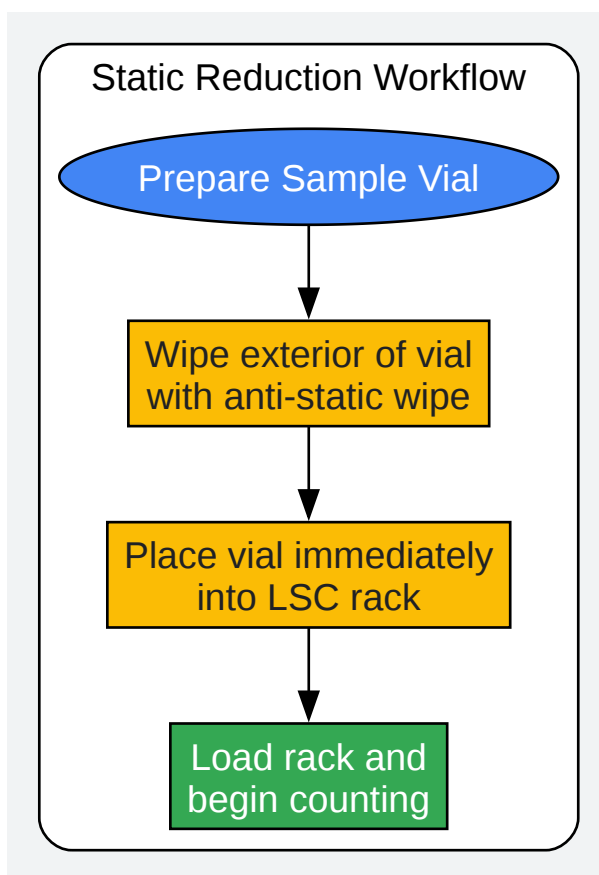 Static Reduction Workflow
Prepare Sample Vial
Wipe exterior of vial
with anti-static wipe
Place vial immediately
into LSC rack
Load rack and
begin counting